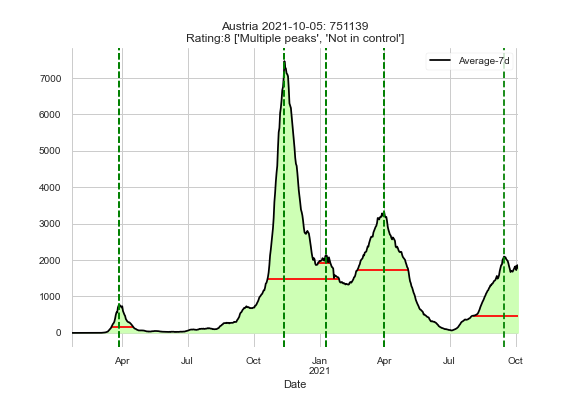 Austria 2021-10-05: 751139
Rating:8 ['Multiple peaks', 'Not in control']
Average-7d
7000
6000
5000
4000
3000
2000
1000
0
Apr Jul Oct Jan Apr Jul Oct
2021
Date